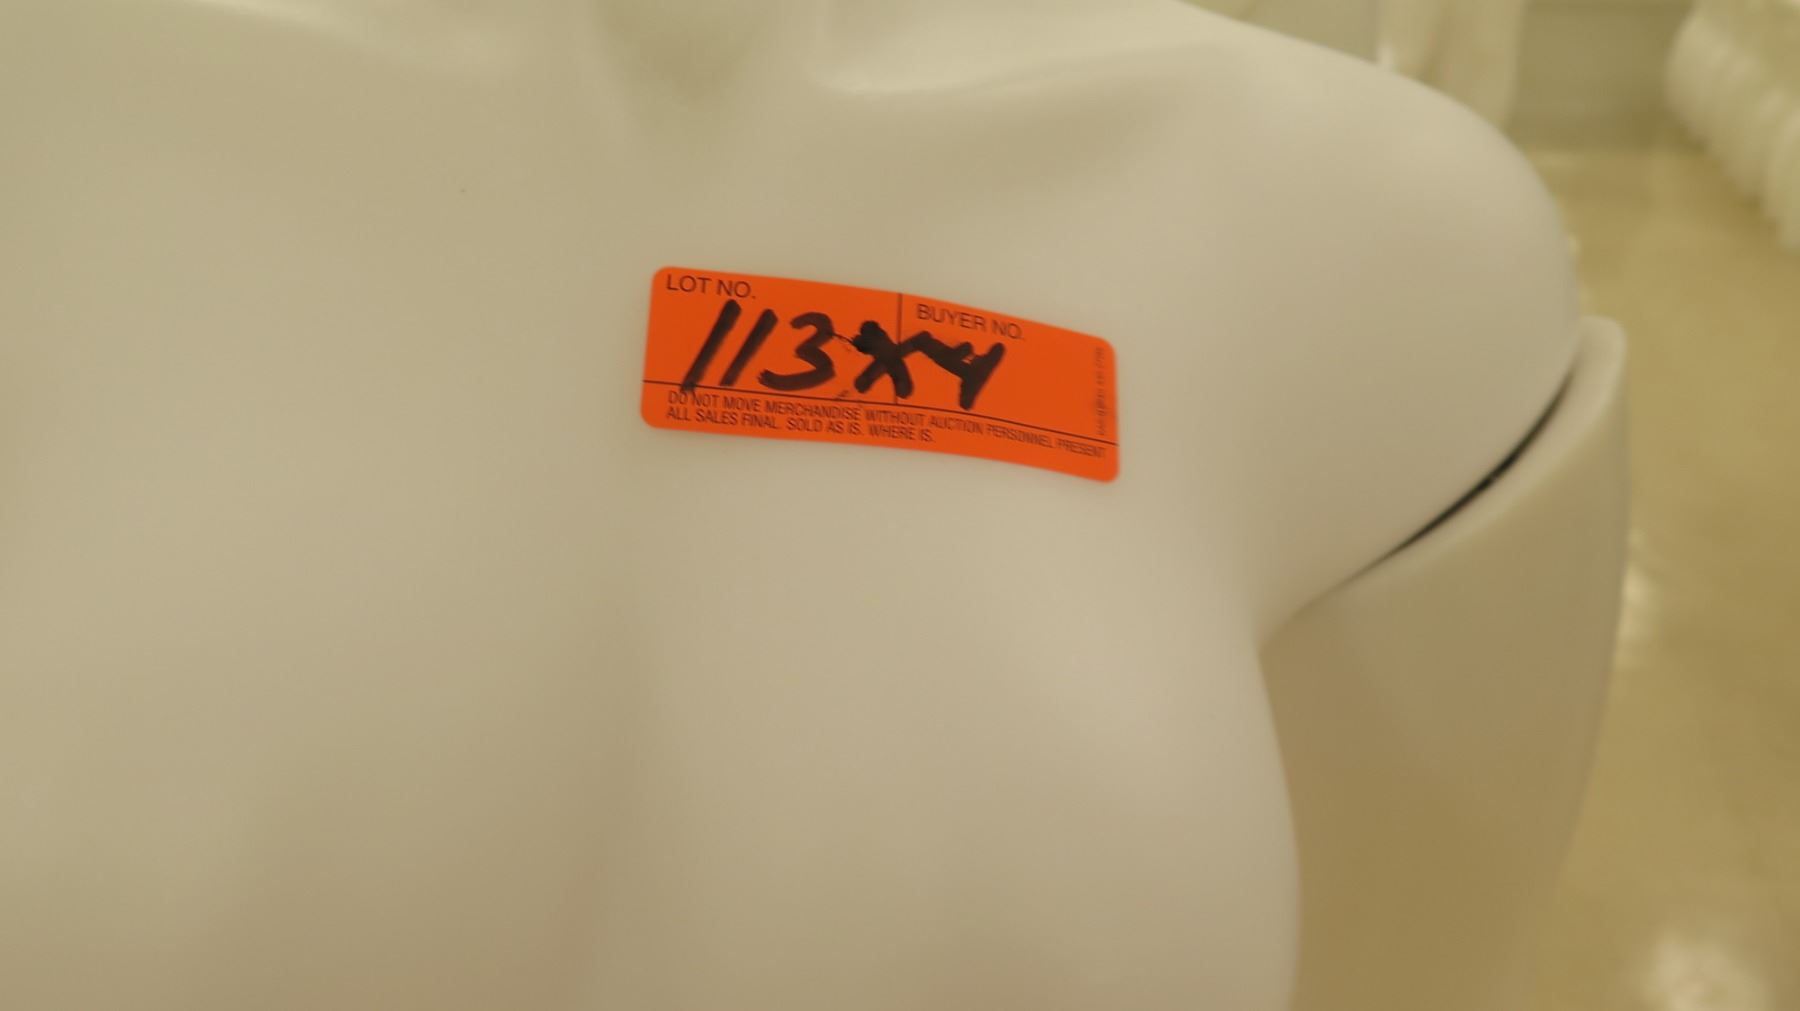 LOT NO.
BUYER NO.
113x4
DO NOT MOVE MERCHANDISE WITHOUT AUCTION PERSONNEL PRESENT
ALL SALES FINAL. SOLD AS IS. WHERE IS.